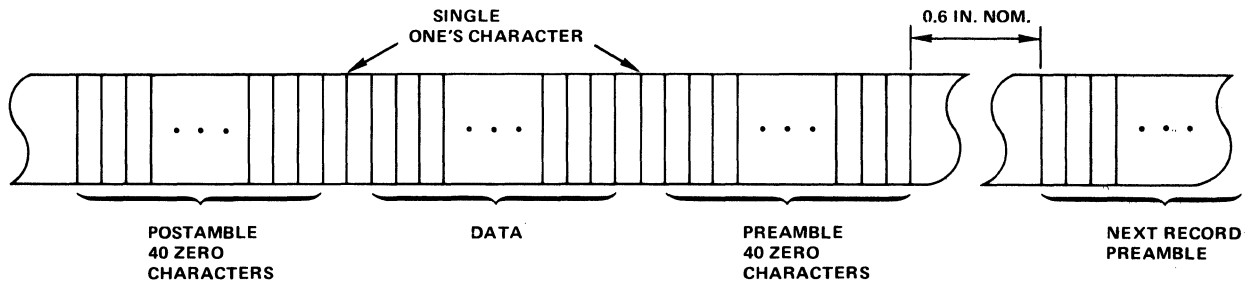 SINGLE
ONE'S CHARACTER
0.6 IN. NOM.
POSTAMBLE
40 ZERO
CHARACTERS
DATA
PREAMBLE
40 ZERO
CHARACTERS
NEXT RECORD
PREAMBLE